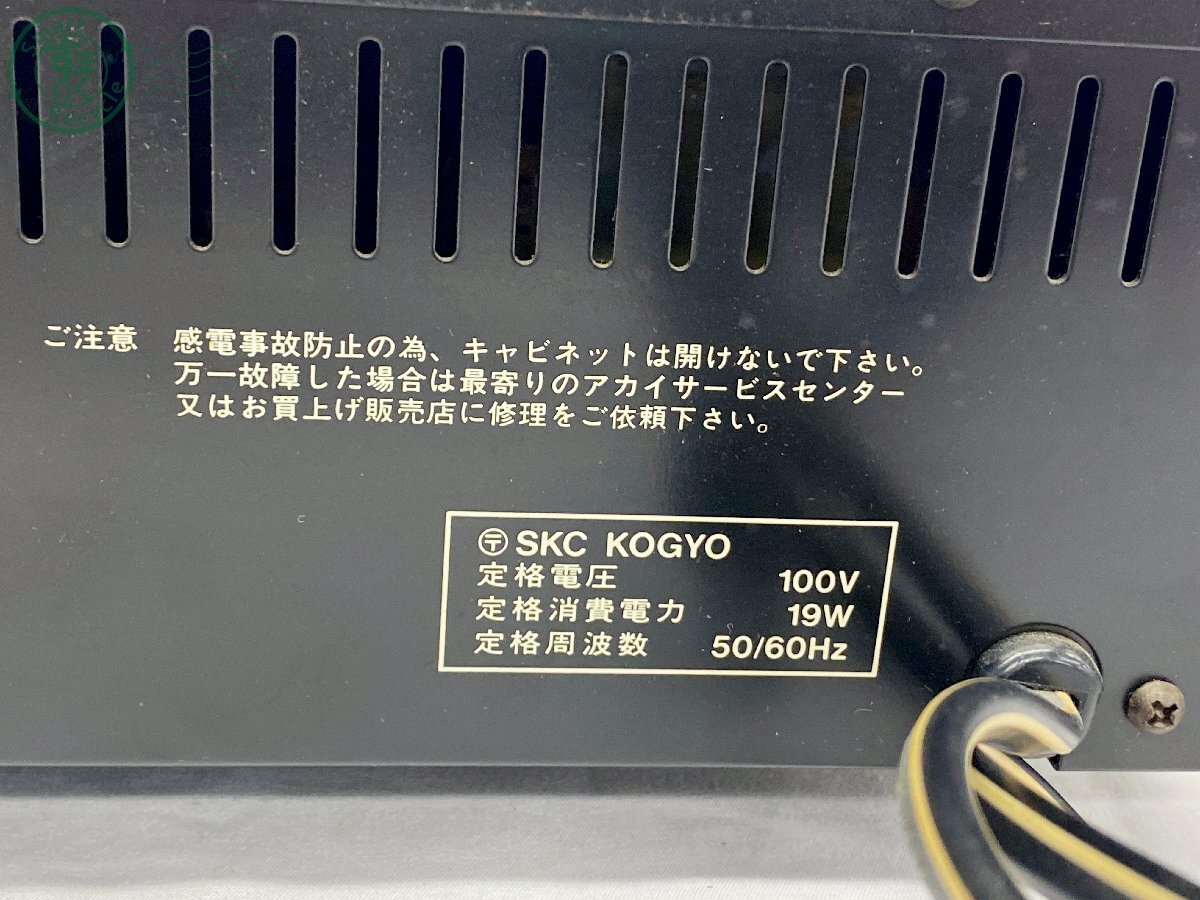 ご注意 感電事故防止の為、キャビネットは開けないで下さい。
万一故障した場合は最寄りのアカイサービスセンター
又はお買上げ販売店に修理をご依頼下さい。
〶 SKC KOGYO
定格電圧 100V
定格消費電力 19W
定格周波数 50/60Hz